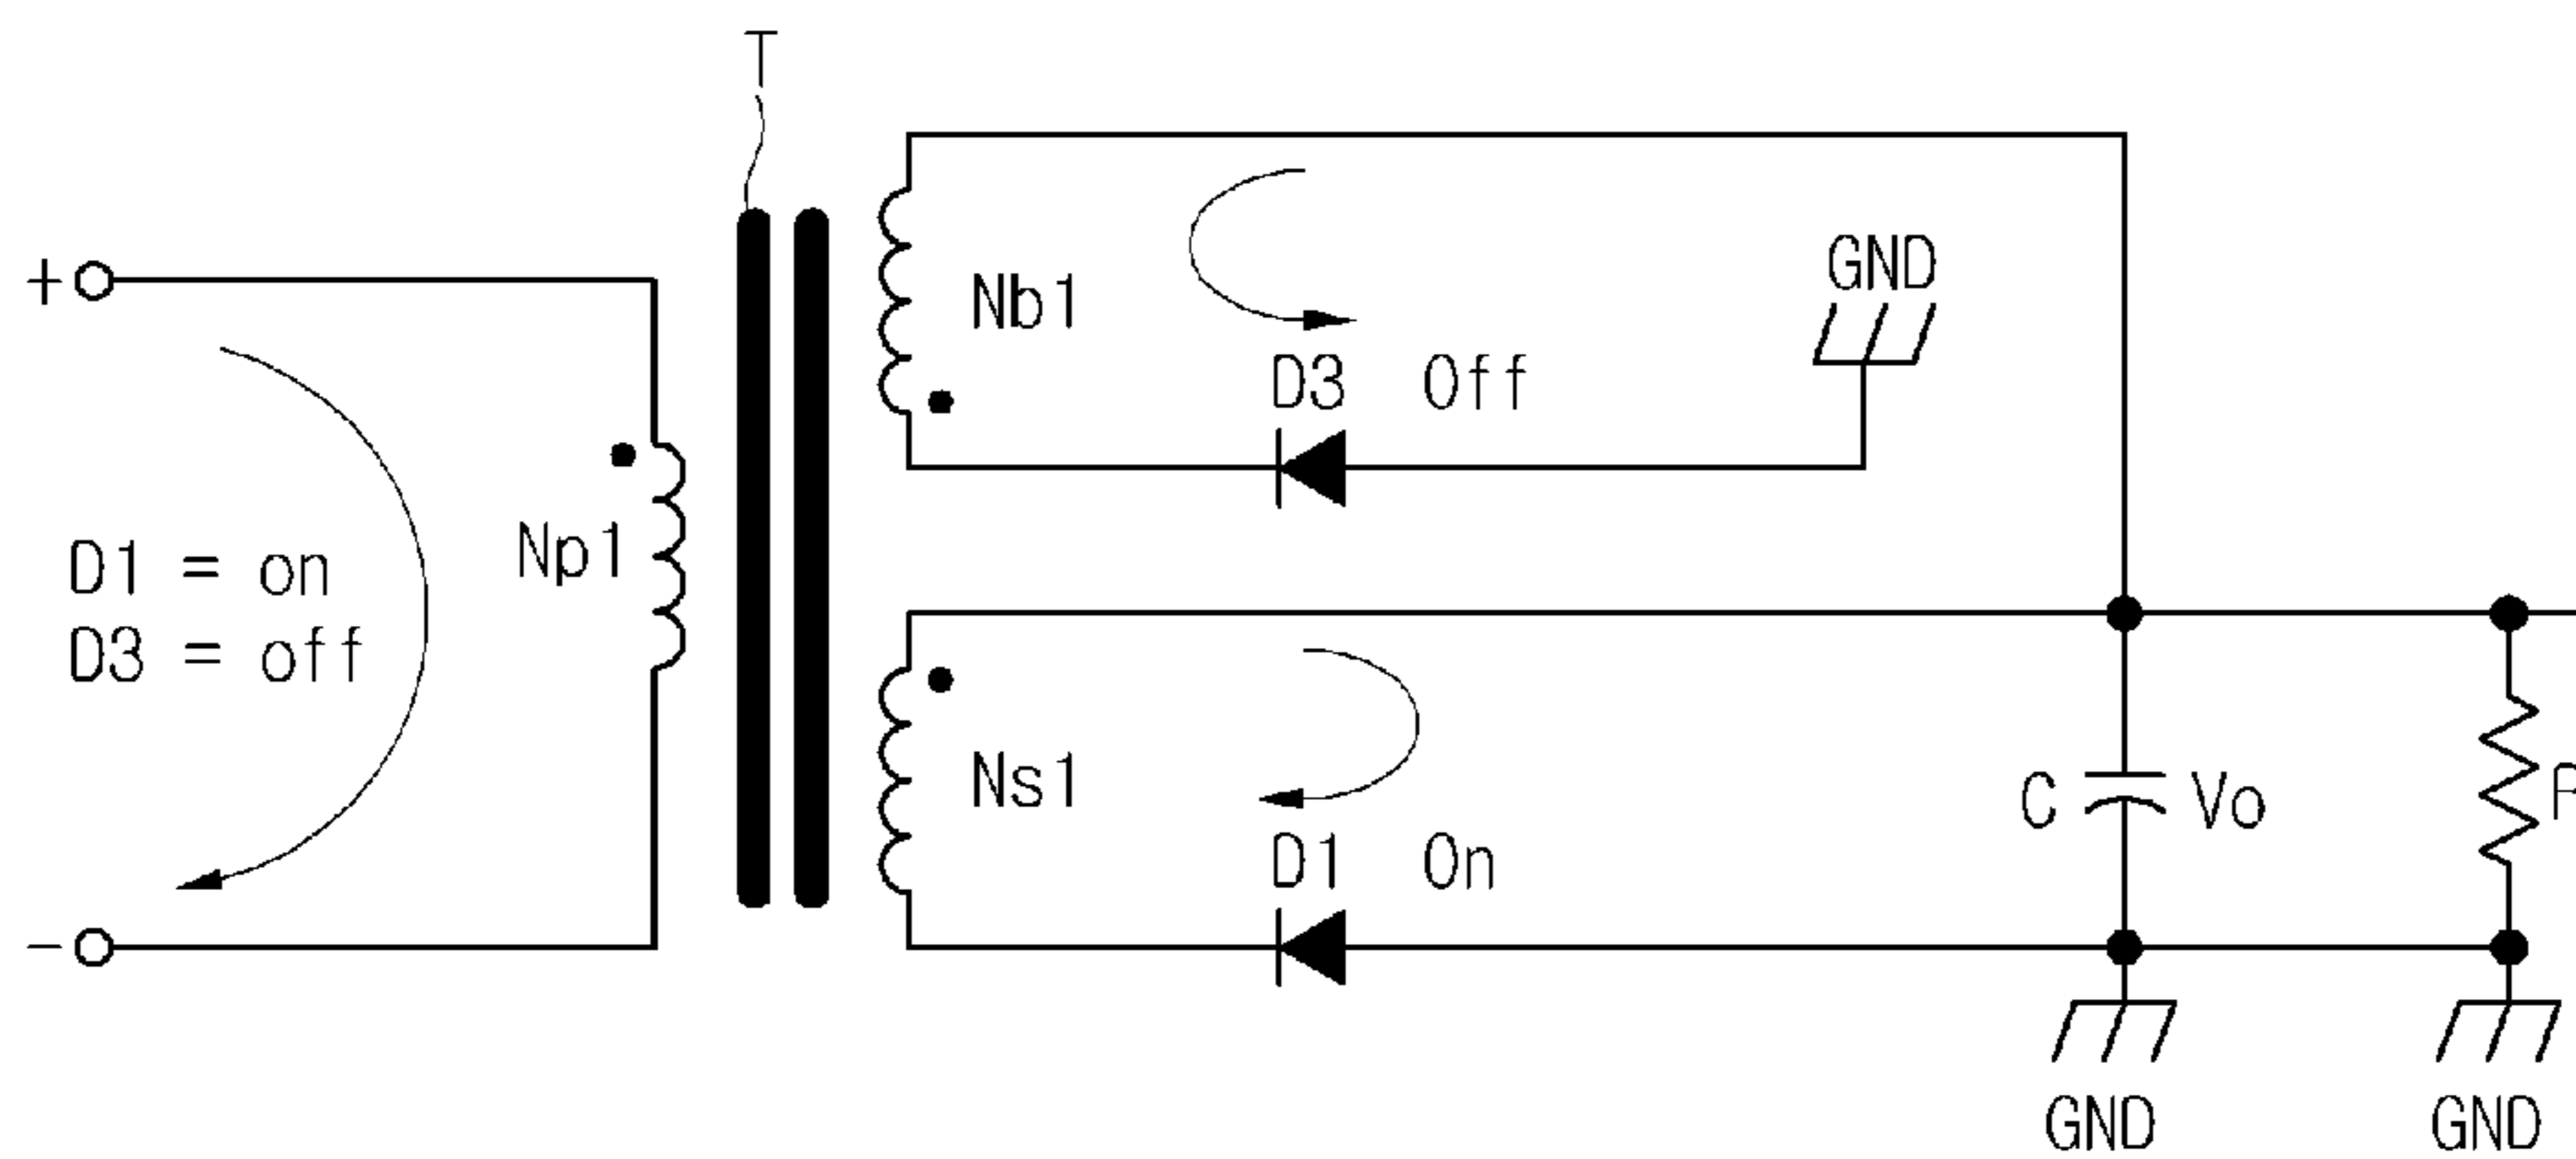 T
+
Nb1
GND
D3 Off
D1 = on
D3 = off
Np1
Ns1
C
Vo
D1 On
-
GND
GND